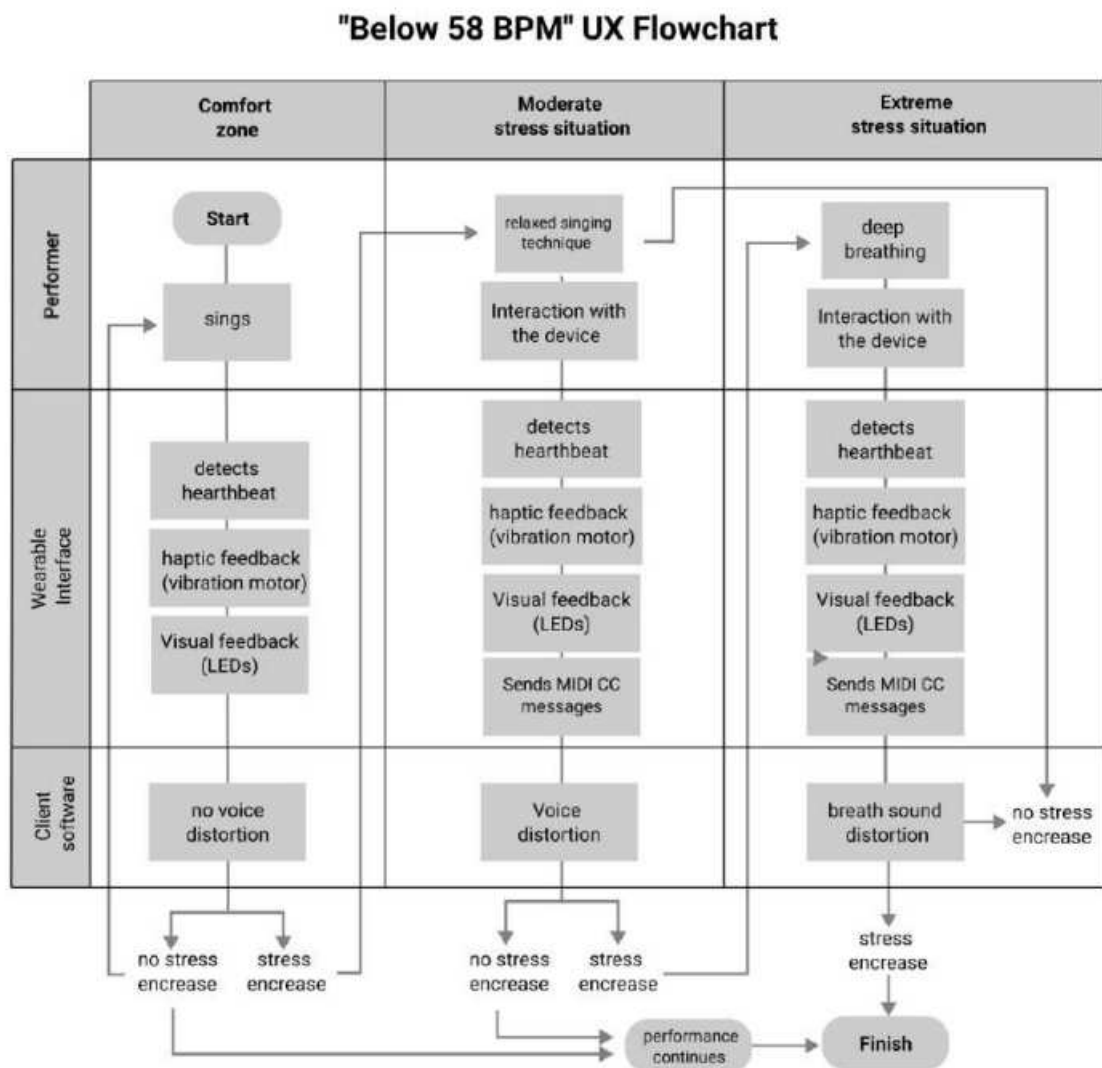 "Below 58 BPM" UX Flowchart
Comfort
zone
Moderate
stress situation
Extreme
stress situation
Performer
Start
sings
relaxed singing
technique
Interaction with
the device
deep
breathing
Interaction with
the device
Wearable
Interface
detects
hearthbeat
haptic feedback
(vibration motor)
Visual feedback
(LEDs)
detects
hearthbeat
haptic feedback
(vibration motor)
Visual feedback
(LEDs)
Sends MIDI CC
messages
detects
hearthbeat
haptic feedback
(vibration motor)
Visual feedback
(LEDs)
Sends MIDI CC
messages
Client
software
no voice
distortion
Voice
distortion
breath sound
distortion
no stress
encrease
no stress
encrease
stress
encrease
no stress
encrease
stress
encrease
stress
encrease
performance
continues
Finish